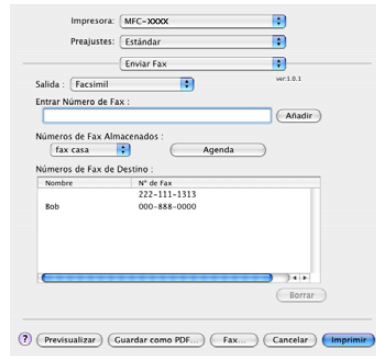 Impresora: MFC-XXXX
Preajustes: Estándar
Enviar Fax
Salida : Facsimil
ver:1.0.1
Entrar Número de Fax :
Añadir
Números de Fax Almacenados :
fax casa Agenda
Números de Fax de Destino :
Nombre Nº de Fax
222-111-1313
Bob 000-888-0000
Borrar
? Previsualizar Guardar como PDF... Fax... Cancelar Imprimir